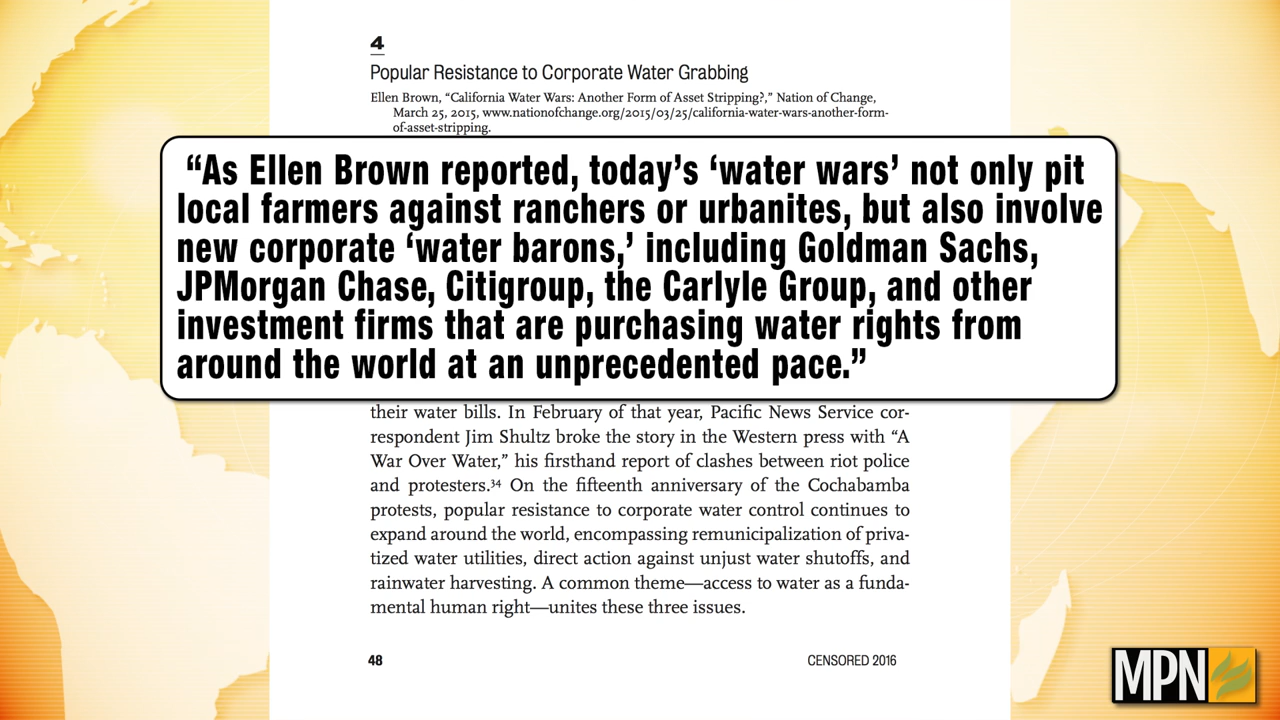 4
Popular Resistance to Corporate Water Grabbing
Ellen Brown, “California Water Wars: Another Form of Asset Stripping?,” Nation of Change,
March 25, 2015, www.nationofchange.org/2015/03/25/california-water-wars-another-form-
of-asset-stripping.
“As Ellen Brown reported, today’s ‘water wars’ not only pit
local farmers against ranchers or urbanites, but also involve
new corporate ‘water barons,’ including Goldman Sachs,
JPMorgan Chase, Citigroup, the Carlyle Group, and other
investment firms that are purchasing water rights from
around the world at an unprecedented pace.”
their water bills. In February of that year, Pacific News Service cor-
respondent Jim Shultz broke the story in the Western press with “A
War Over Water,” his firsthand report of clashes between riot police
and protesters.34 On the fifteenth anniversary of the Cochabamba
protests, popular resistance to corporate water control continues to
expand around the world, encompassing remunicipalization of priva-
tized water utilities, direct action against unjust water shutoffs, and
rainwater harvesting. A common theme—access to water as a funda-
mental human right—unites these three issues.
48
CENSORED 2016
MPN